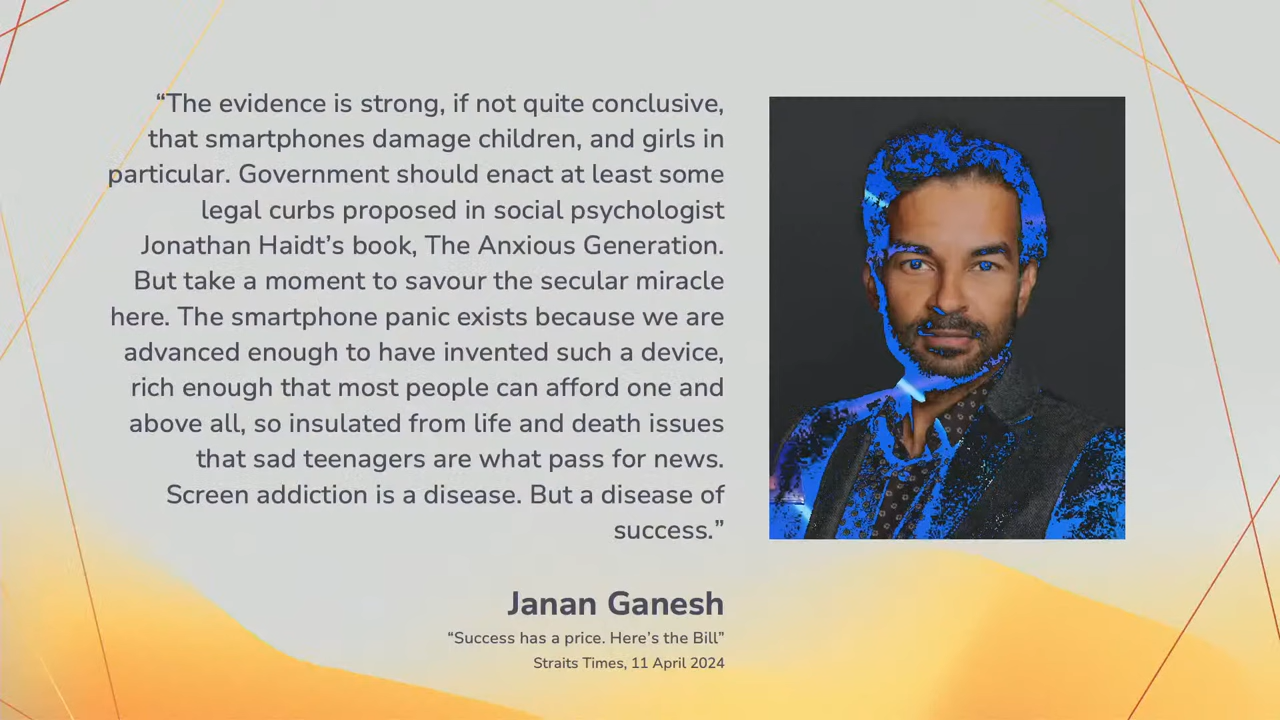 “The evidence is strong, if not quite conclusive,
that smartphones damage children, and girls in
particular. Government should enact at least some
legal curbs proposed in social psychologist
Jonathan Haidt’s book, The Anxious Generation.
But take a moment to savour the secular miracle
here. The smartphone panic exists because we are
advanced enough to have invented such a device,
rich enough that most people can afford one and
above all, so insulated from life and death issues
that sad teenagers are what pass for news.
Screen addiction is a disease. But a disease of
success.”
Janan Ganesh
“Success has a price. Here’s the Bill”
Straits Times, 11 April 2024